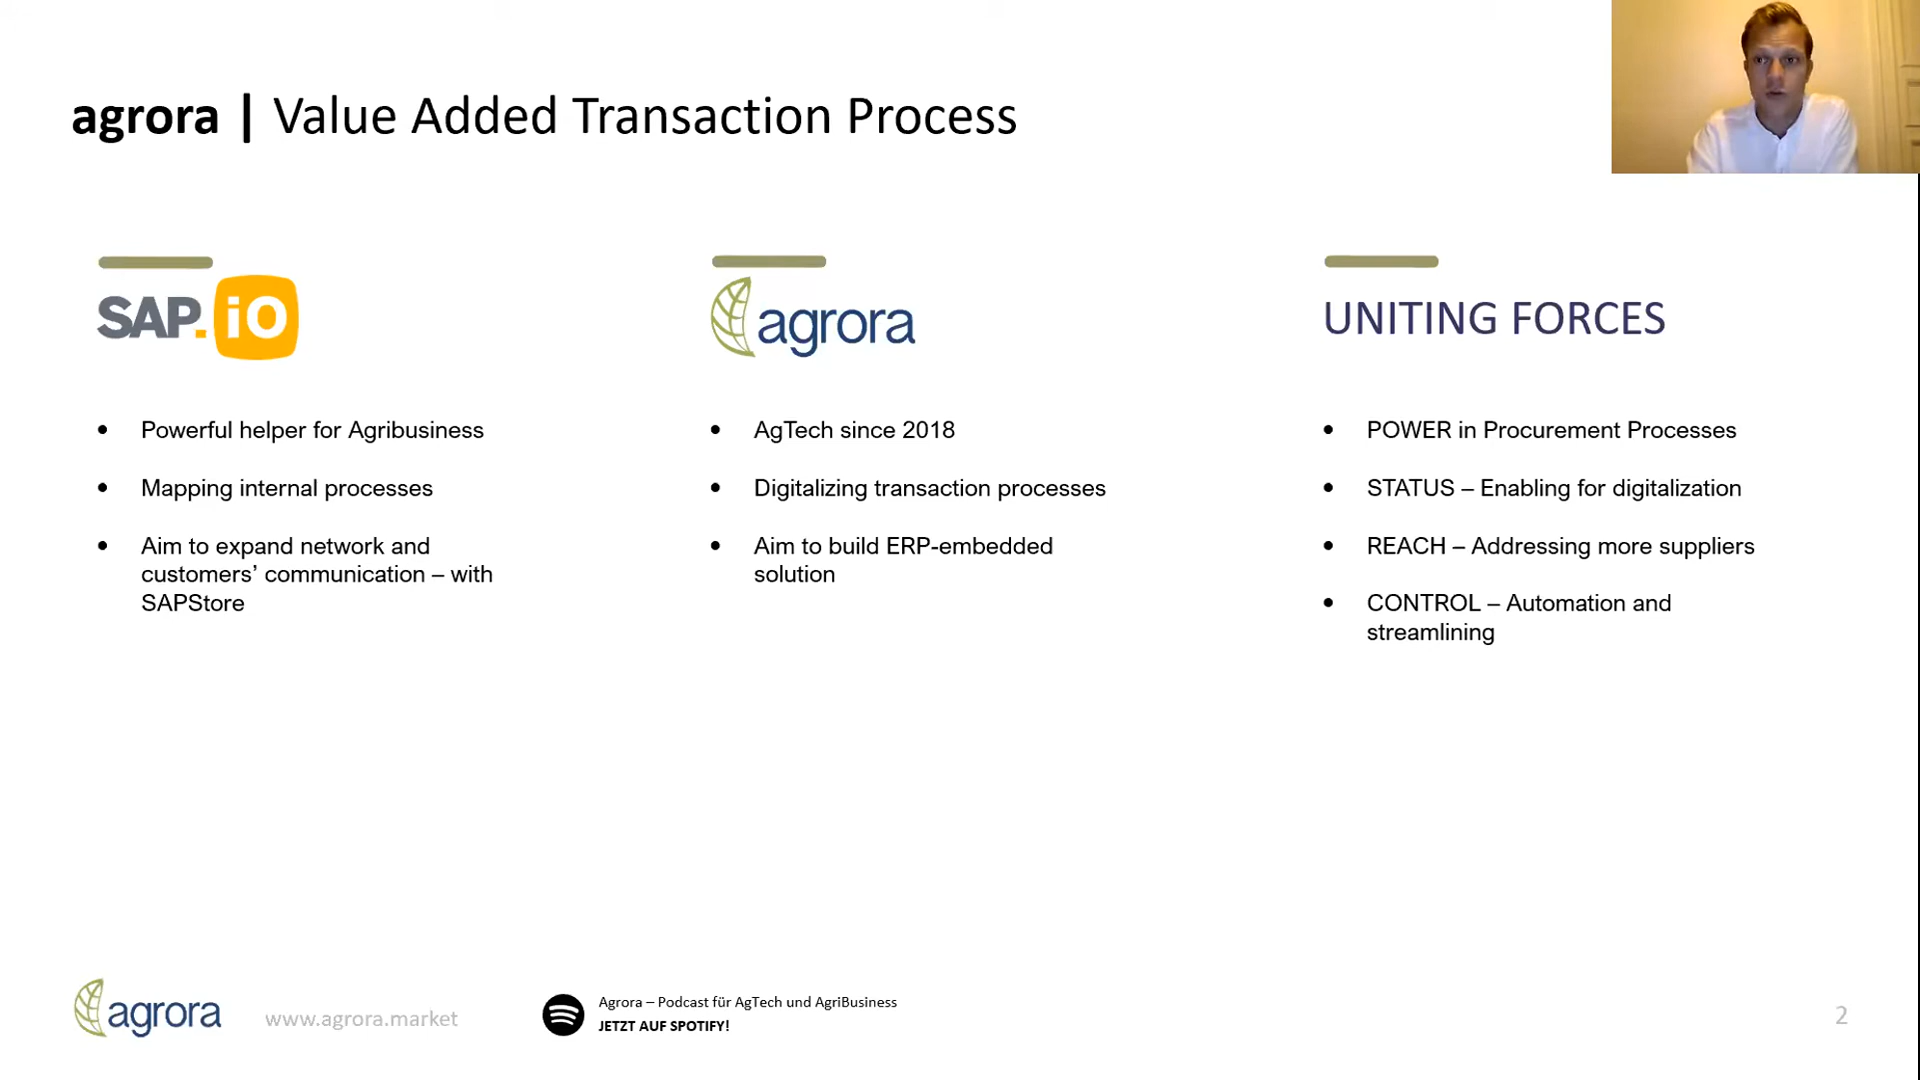 agrora | Value Added Transaction Process
SAP.iO
• Powerful helper for Agribusiness
• Mapping internal processes
• Aim to expand network and
customers’ communication – with
SAPStore
agrora
• AgTech since 2018
• Digitalizing transaction processes
• Aim to build ERP-embedded
solution
UNITING FORCES
• POWER in Procurement Processes
• STATUS – Enabling for digitalization
• REACH – Addressing more suppliers
• CONTROL – Automation and
streamlining
agrora
www.agrora.market
Agrora – Podcast für AgTech und AgriBusiness
JETZT AUF SPOTIFY!
2